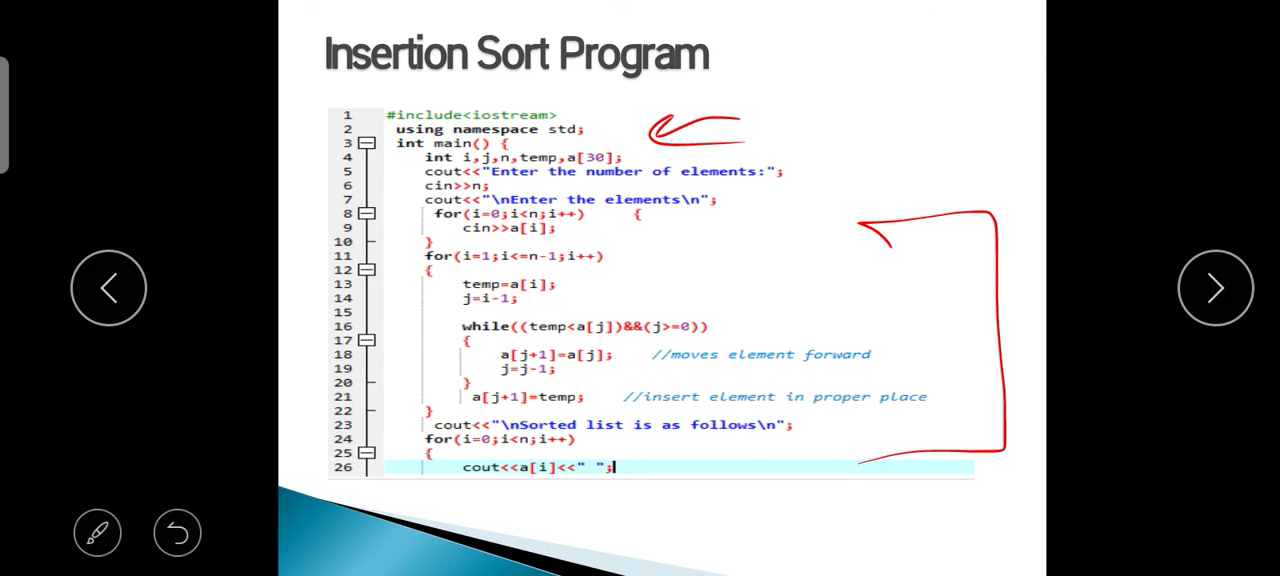 Insertion Sort Program
1 #include<iostream>
2 using namespace std;
3 int main() {
4 int i,j,n,temp,a[30];
5 cout<<"Enter the number of elements:";
6 cin>>n;
7 cout<<"\nEnter the elements\n";
8 for(i=0;i<n;i++) {
9 cin>>a[i];
10 }
11 for(i=1;i<=n-1;i++)
12 {
13 temp=a[i];
14 j=i-1;
15
16 while((temp<a[j])&&(j>=0))
17 {
18 a[j+1]=a[j]; //moves element forward
19 j=j-1;
20 }
21 a[j+1]=temp; //insert element in proper place
22 }
23 cout<<"\nSorted list is as follows\n";
24 for(i=0;i<n;i++)
25 {
26 cout<<a[i]<<" ";